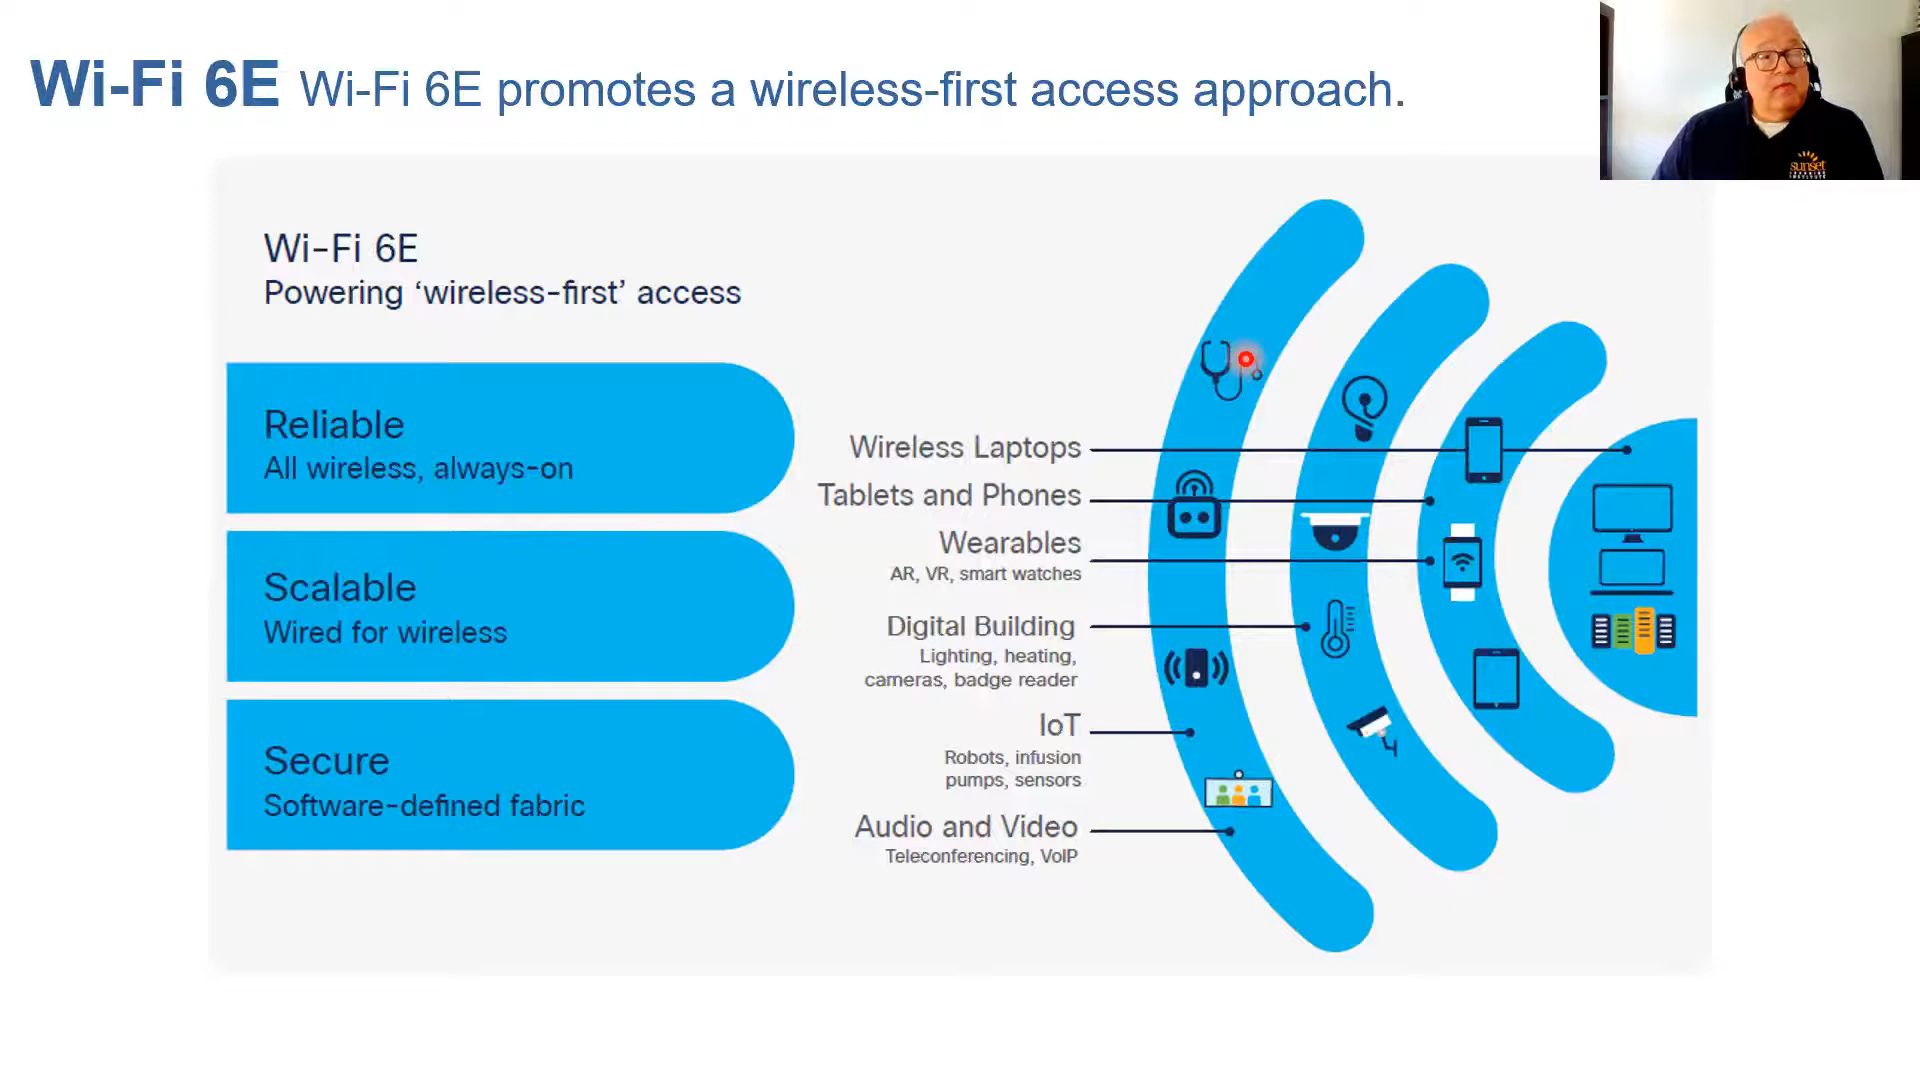 Wi-Fi 6E Wi-Fi 6E promotes a wireless-first access approach.
sunset
LEARNING
INSTITUTE
Wi-Fi 6E
Powering ‘wireless-first’ access
Reliable
All wireless, always-on
Scalable
Wired for wireless
Secure
Software-defined fabric
Wireless Laptops
Tablets and Phones
Wearables
AR, VR, smart watches
Digital Building
Lighting, heating,
cameras, badge reader
IoT
Robots, infusion
pumps, sensors
Audio and Video
Teleconferencing, VoIP